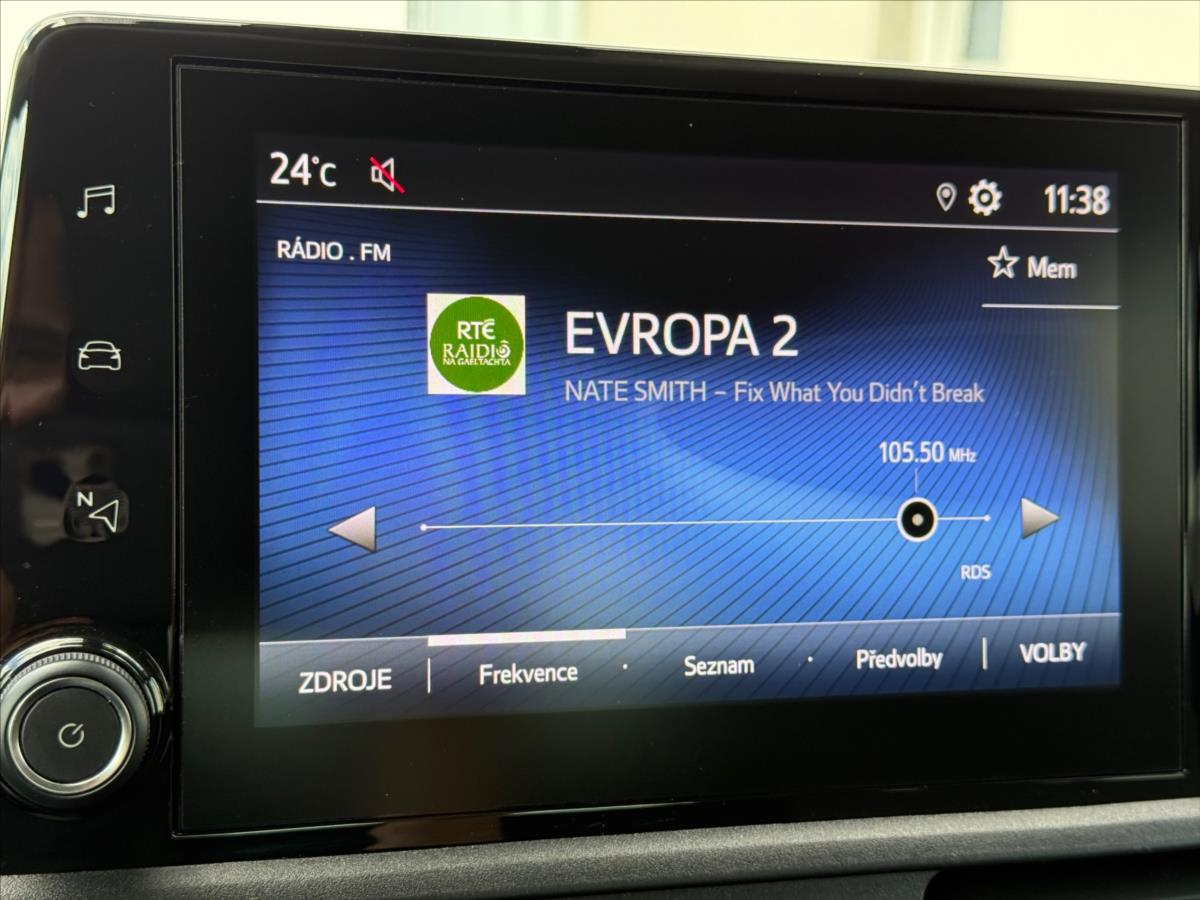 24°C
11:38
RÁDIO . FM
Mem
RTÉ
RAIDIÓ
NA GAELTACHTA
EVROPA 2
NATE SMITH – Fix What You Didn't Break
105.50 MHz
N
RDS
ZDROJE
Frekvence
Seznam
Předvolby
VOLBY